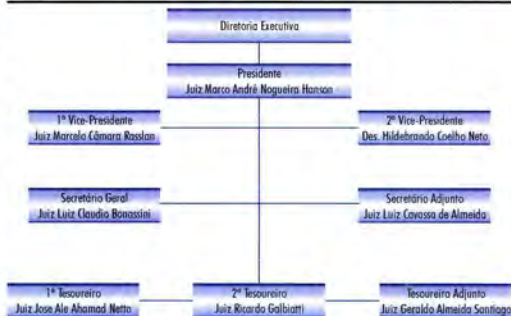 Diretoria Executiva
Presidente
Juiz Marco André Nogueira Hanson
1º Vice-Presidente
Juiz Marcelo Câmara Rasslan
2º Vice-Presidente
Des. Hildebrando Coelho Neto
Secretário Geral
Juiz Luiz Claudio Bonassini
Secretário Adjunto
Juiz Luiz Cavassa de Almeida
1º Tesoureiro
Juiz Jose Ale Ahamad Netto
2º Tesoureiro
Juiz Ricardo Galbiatti
Tesoureiro Adjunto
Juiz Geraldo Almeida Santiago